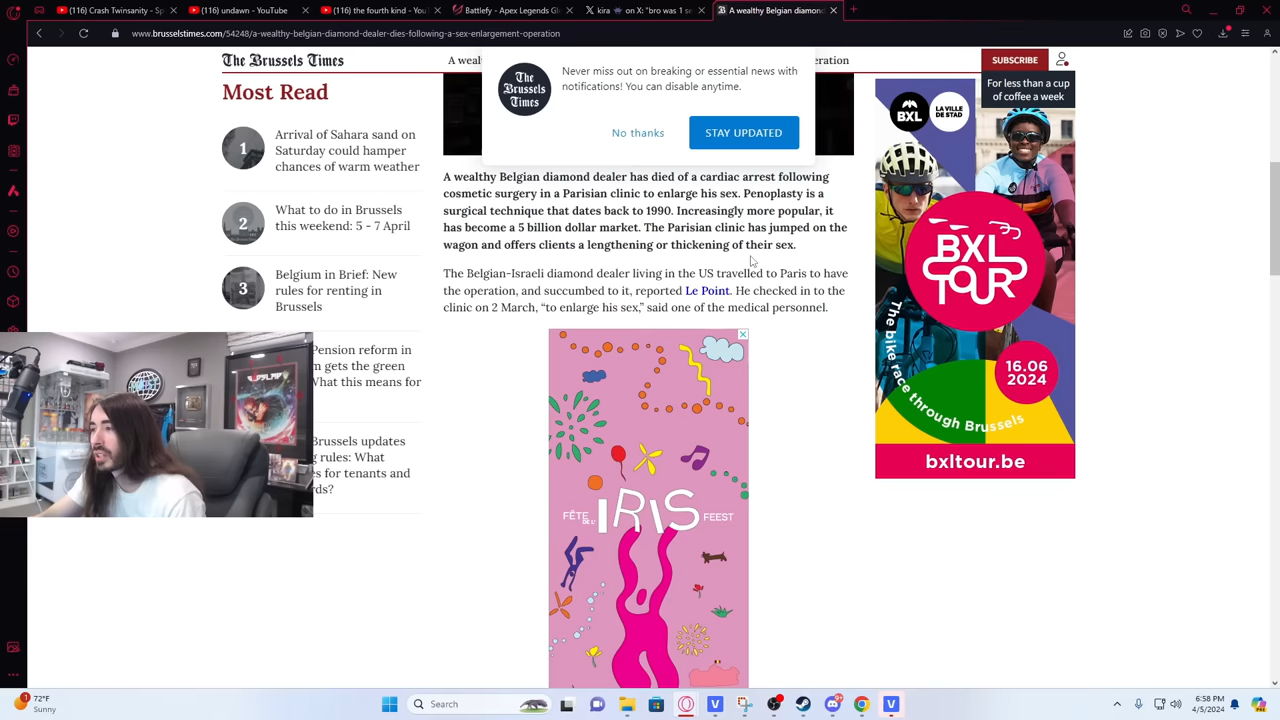 (116) Crash Twinsanity - Sp
(116) undawn - YouTube
(116) the fourth kind - You
Battlefy - Apex Legends Gl
kira on X: "was 1 se
A wealthy Belgian diamond
www.brusselstimes.com/54248/a-wealthy-belgian-diamond-dealer-dies-following-a-sex-enlargement-operation
The Brussels Times
A weal
eration
SUBSCRIBE
For less than a cup
of coffee a week
The
Brussels
Times
Never miss out on breaking or essential news with
notifications! You can disable anytime.
No thanks
STAY UPDATED
Most Read
1
Arrival of Sahara sand on
Saturday could hamper
chances of warm weather
2
What to do in Brussels
this weekend: 5 - 7 April
3
Belgium in Brief: New
rules for renting in
Brussels
Pension reform in
m gets the green
What this means for
Brussels updates
g rules: What
es for tenants and
rds?
A wealthy Belgian diamond dealer has died of a cardiac arrest following
cosmetic surgery in a Parisian clinic to enlarge his sex. Penoplasty is a
surgical technique that dates back to 1990. Increasingly more popular, it
has become a 5 billion dollar market. The Parisian clinic has jumped on the
wagon and offers clients a lengthening or thickening of their sex.
The Belgian-Israeli diamond dealer living in the US travelled to Paris to have
the operation, and succumbed to it, reported Le Point. He checked in to the
clinic on 2 March, “to enlarge his sex,” said one of the medical personnel.
FÊTE DE L' IRIS FEEST
BXL
LA VILLE
DE STAD
BXL
TOUR
The bike race through Brussels
16.06
2024
bxltour.be
72°F
Sunny
Search
6:58 PM
4/5/2024